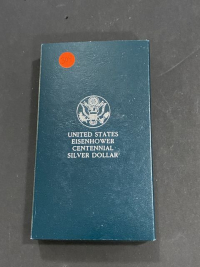 UNITED STATES
EISENHOWER
CENTENNIAL
SILVER DOLLAR